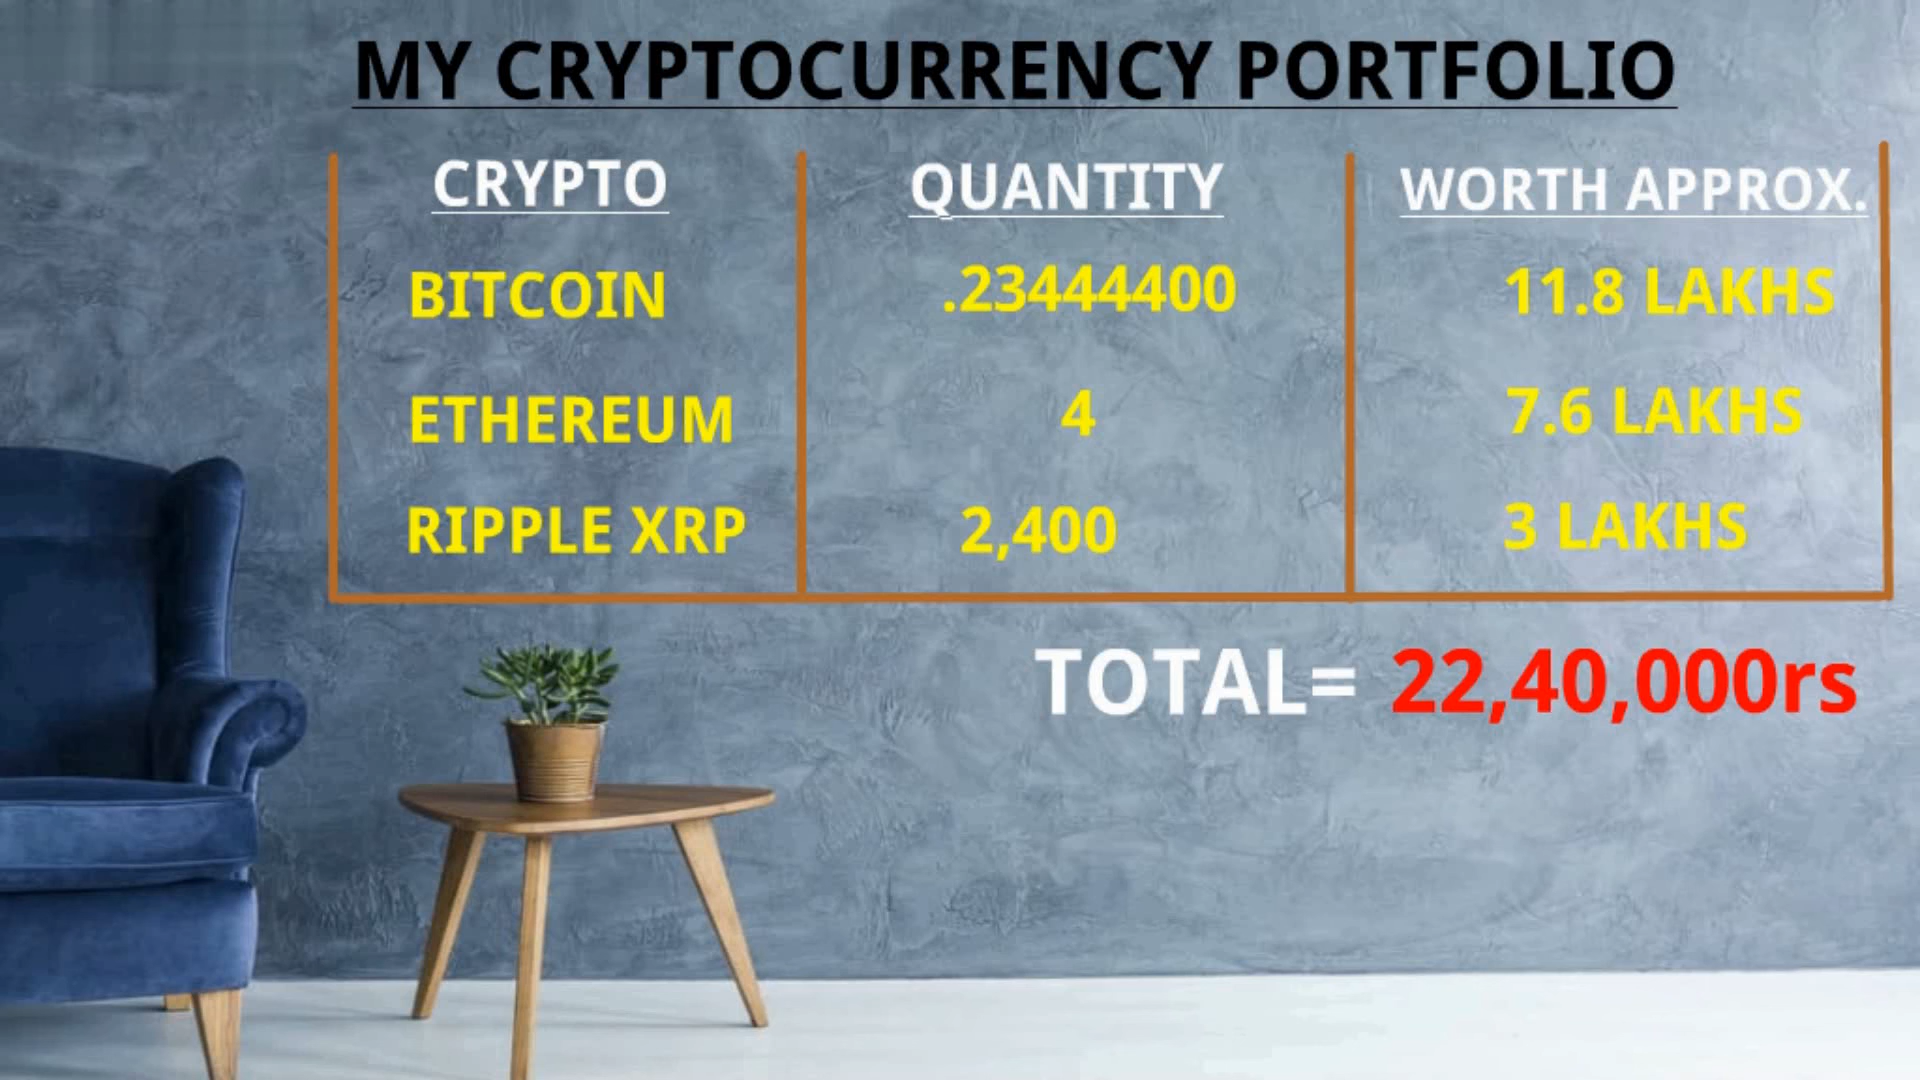 MY CRYPTOCURRENCY PORTFOLIO
CRYPTO QUANTITY WORTH APPROX.
BITCOIN .23444400 11.8 LAKHS
ETHEREUM 4 7.6 LAKHS
RIPPLE XRP 2,400 3 LAKHS
TOTAL= 22,40,000rs